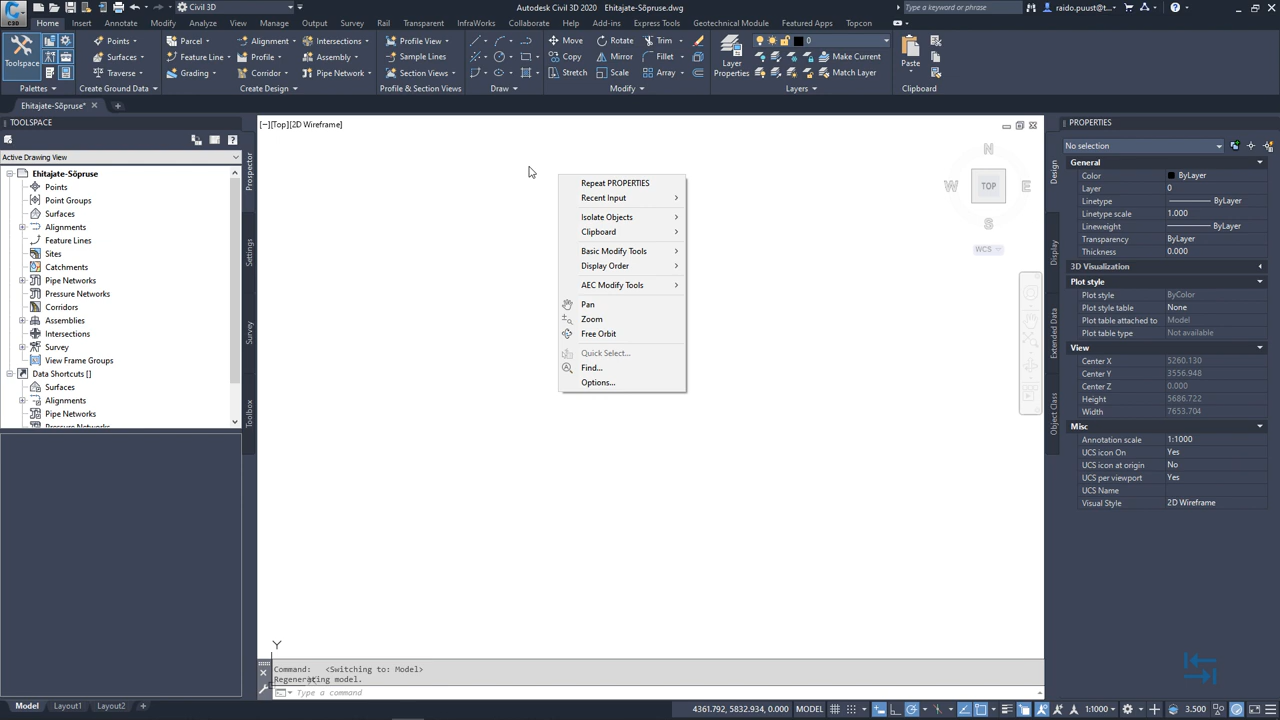 C3D
Civil 3D
Autodesk Civil 3D 2020 Ehitajate-Sõpruse.dwg
Type a keyword or phrase
raido.puust@t...
Home Insert Annotate Modify Analyze View Manage Output Survey Rail Transparent InfraWorks Collaborate Help Add-ins Express Tools Geotechnical Module Featured Apps Topcon
Toolspace
Palettes
Points
Surfaces
Traverse
Create Ground Data
Parcel
Feature Line
Grading
Alignment
Profile
Corridor
Intersections
Assembly
Pipe Network
Create Design
Profile View
Sample Lines
Section Views
Profile & Section Views
Draw
Move
Copy
Stretch
Rotate
Mirror
Scale
Trim
Fillet
Array
Modify
Layer
Properties
0
Make Current
Match Layer
Layers
Paste
Clipboard
Ehitajate-Sõpruse*
TOOLSPACE
Active Drawing View
Ehitajate-Sõpruse
Points
Point Groups
Surfaces
Alignments
Feature Lines
Sites
Catchments
Pipe Networks
Pressure Networks
Corridors
Assemblies
Intersections
Survey
View Frame Groups
Data Shortcuts []
Surfaces
Alignments
Pipe Networks
Prospector
Settings
Survey
Toolbox
[−][Top][2D Wireframe]
Repeat PROPERTIES
Recent Input
Isolate Objects
Clipboard
Basic Modify Tools
Display Order
AEC Modify Tools
Pan
Zoom
Free Orbit
Quick Select...
Find...
Options...
N
W TOP E
S
WCS
Y
Command: <Switching to: Model>
Regenerating model.
Type a command
PROPERTIES
No selection
Design
Display
Extended Data
Object Class
General
Color ByLayer
Layer 0
Linetype ByLayer
Linetype scale 1.000
Lineweight ByLayer
Transparency ByLayer
Thickness 0.000
3D Visualization
Plot style
Plot style ByColor
Plot style table None
Plot table attached to Model
Plot table type Not available
View
Center X 5260.130
Center Y 3556.948
Center Z 0.000
Height 5686.722
Width 7653.704
Misc
Annotation scale 1:1000
UCS icon On Yes
UCS icon at origin No
UCS per viewport Yes
UCS Name
Visual Style 2D Wireframe
Model Layout1 Layout2
4361.792, 5832.934, 0.000 MODEL
1:1000
3.500